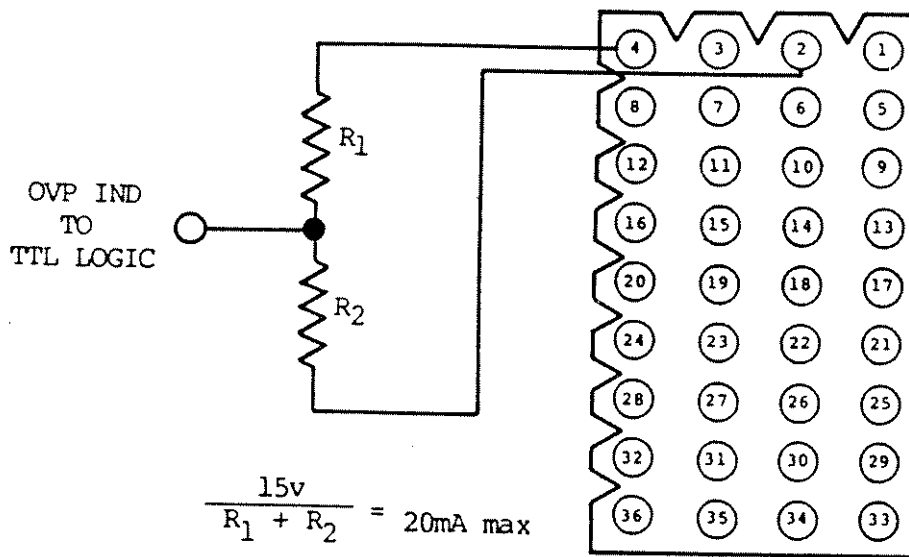 4 3 2 1
R1
8 7 6 5
12 11 10 9
OVP IND
TO
TTL LOGIC
16 15 14 13
20 19 18 17
R2
24 23 22 21
28 27 26 25
32 31 30 29
15v
R1 + R2 = 20mA max
36 35 34 33